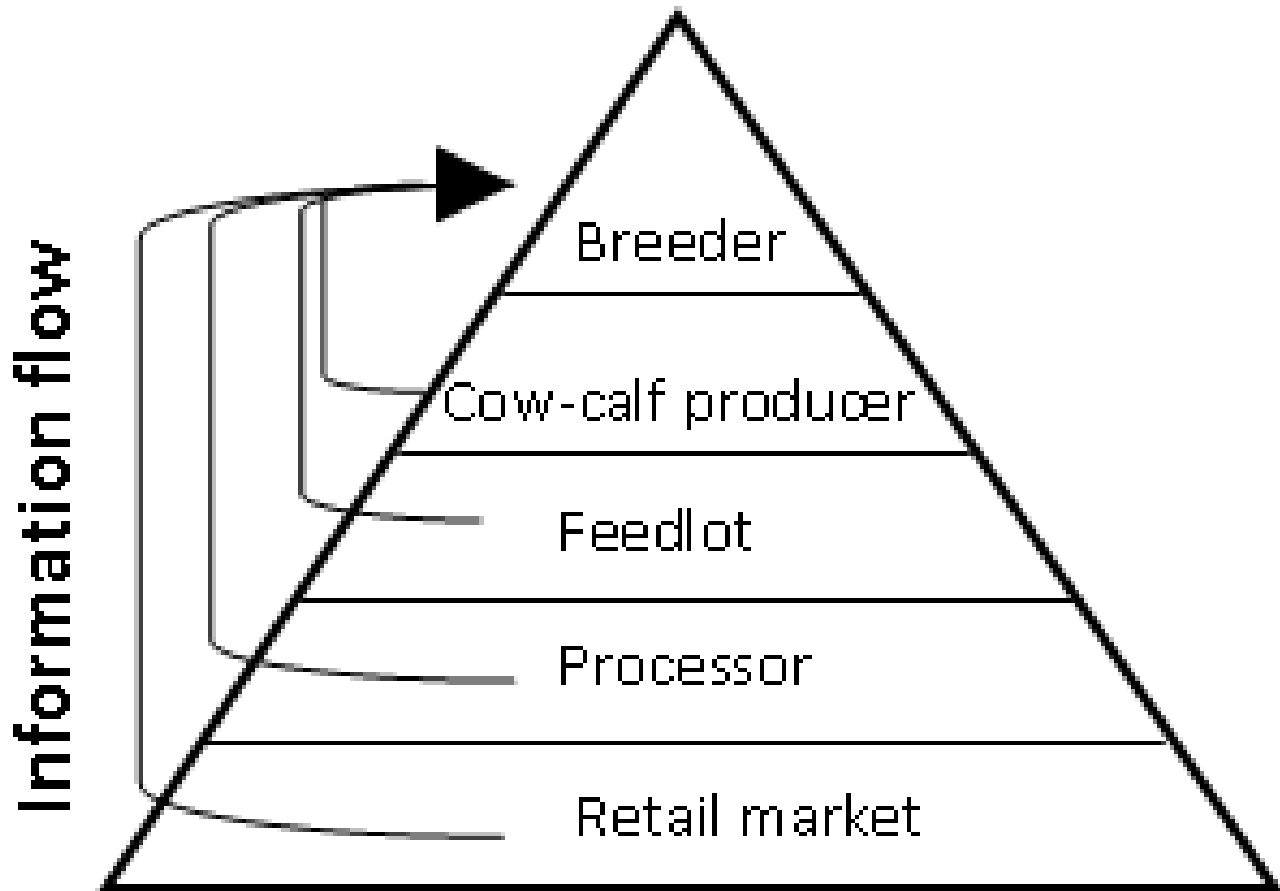 Information flow
Breeder
Cow-calf producer
Feedlot
Processor
Retail market